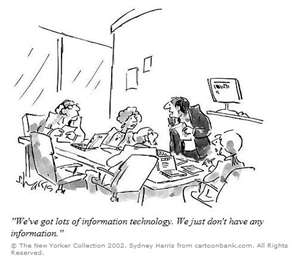 "We've got lots of information technology. We just don't have any
information."
© The New Yorker Collection 2002. Sydney Harris from cartoonbank.com. All Rights
Reserved.